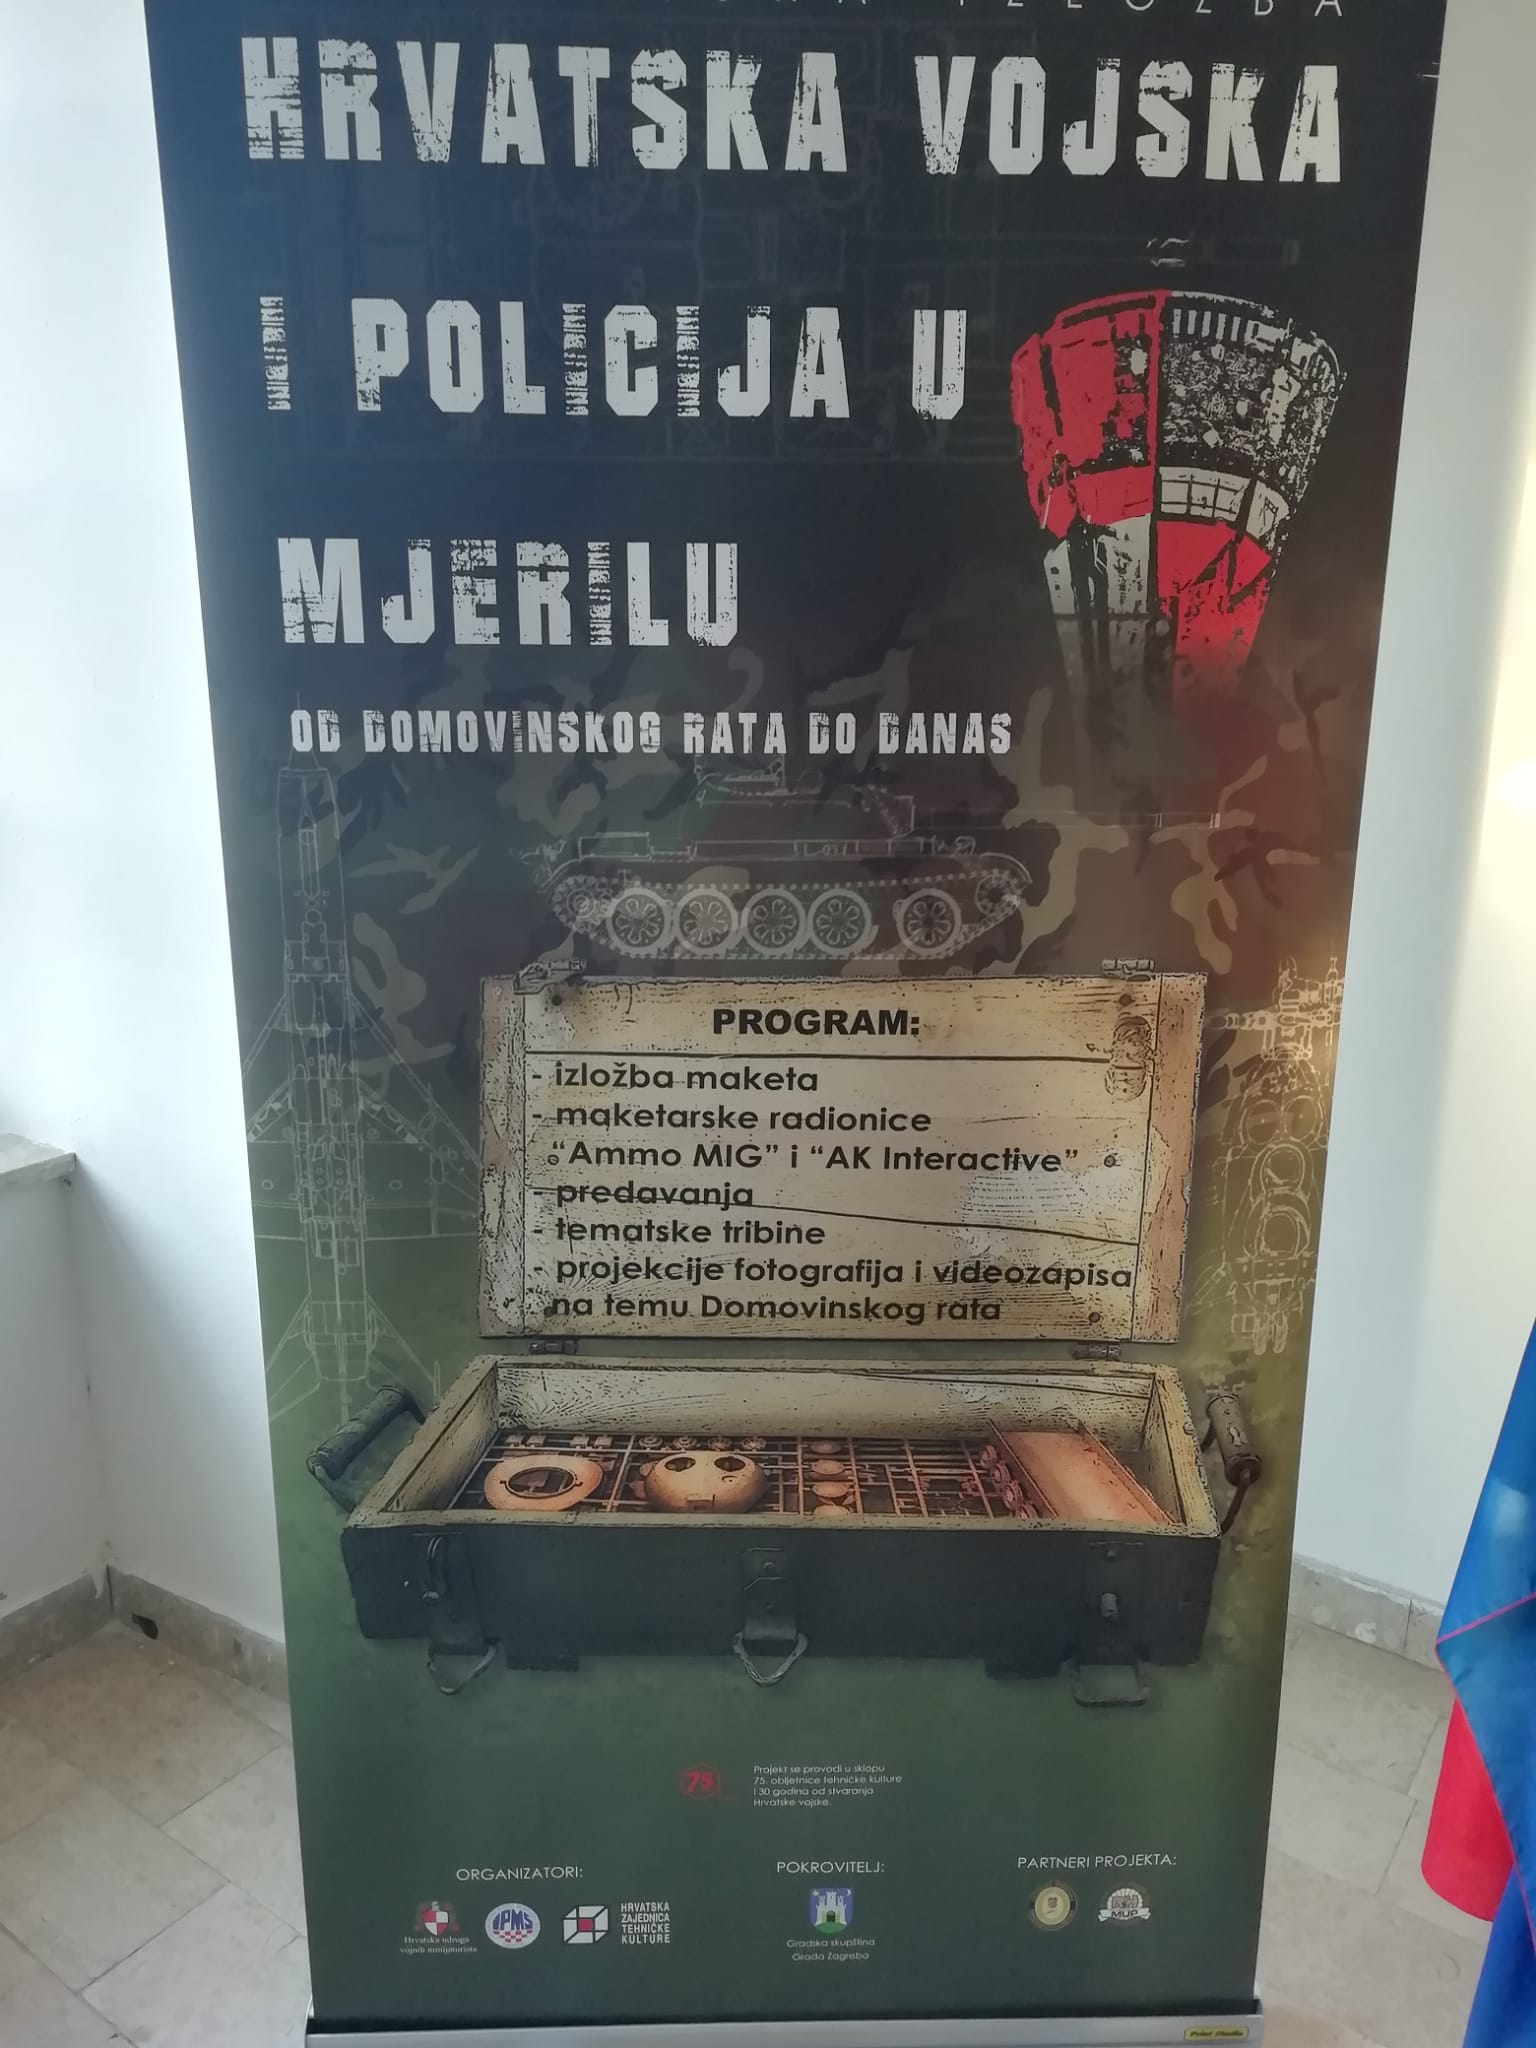 IZLOŽBA
HRVATSKA VOJSKA
I POLICIJA U
MJERILU
OD DOMOVINSKOG RATA DO DANAS
PROGRAM:
- izložba maketa
- maketarske radionice
"Ammo MIG" i "AK Interactive"
- predavanja
- tematske tribine
- projekcije fotografija i videozapisa
na temu Domovinskog rata
75
Projekt se provodi u sklopu
75. obljetnice tehničke kulture
i 30 godina od stvaranja
Hrvatske vojske.
ORGANIZATORI:
POKROVITELJ:
PARTNERI PROJEKTA:
Hrvatska udruga
vojnih minijaturista
IPMS
HRVATSKA
ZAJEDNICA
TEHNIČKE
KULTURE
Gradska skupština
Grada Zagreba
MUP
Print Studio